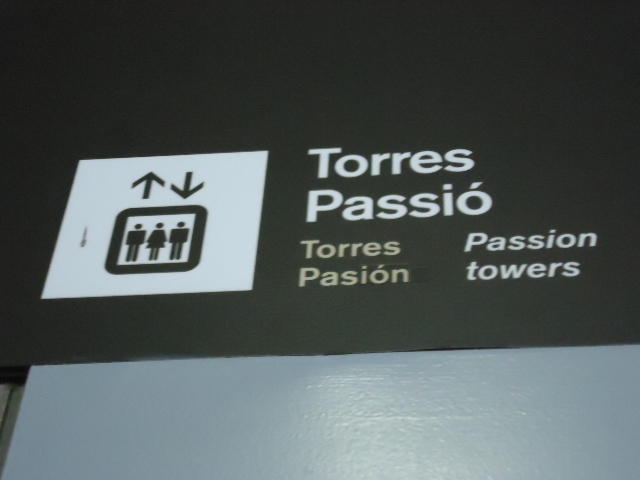 Torres
Passió
Torres
Pasión
Passion
towers